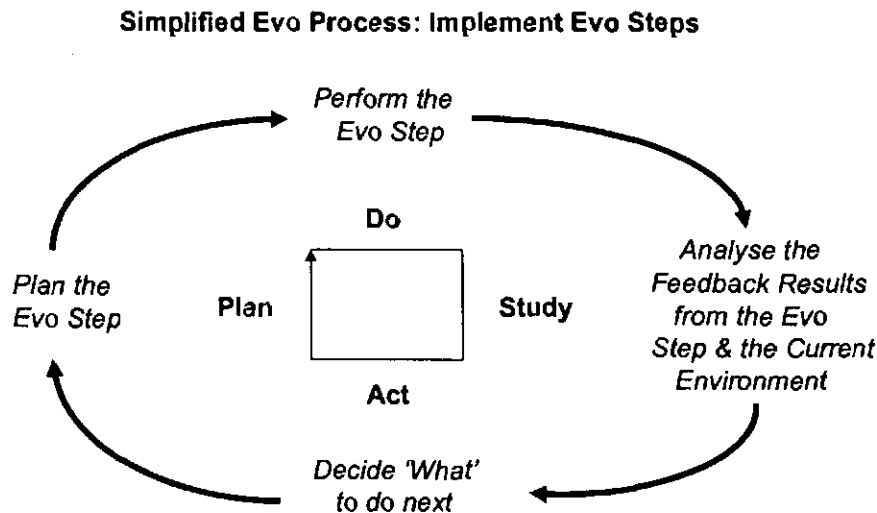 Simplified Evo Process: Implement Evo Steps
Perform the
Evo Step
Do
Plan the
Evo Step
Plan
Study
Analyse the
Feedback Results
from the Evo
Step & the Current
Environment
Act
Decide 'What'
to do next